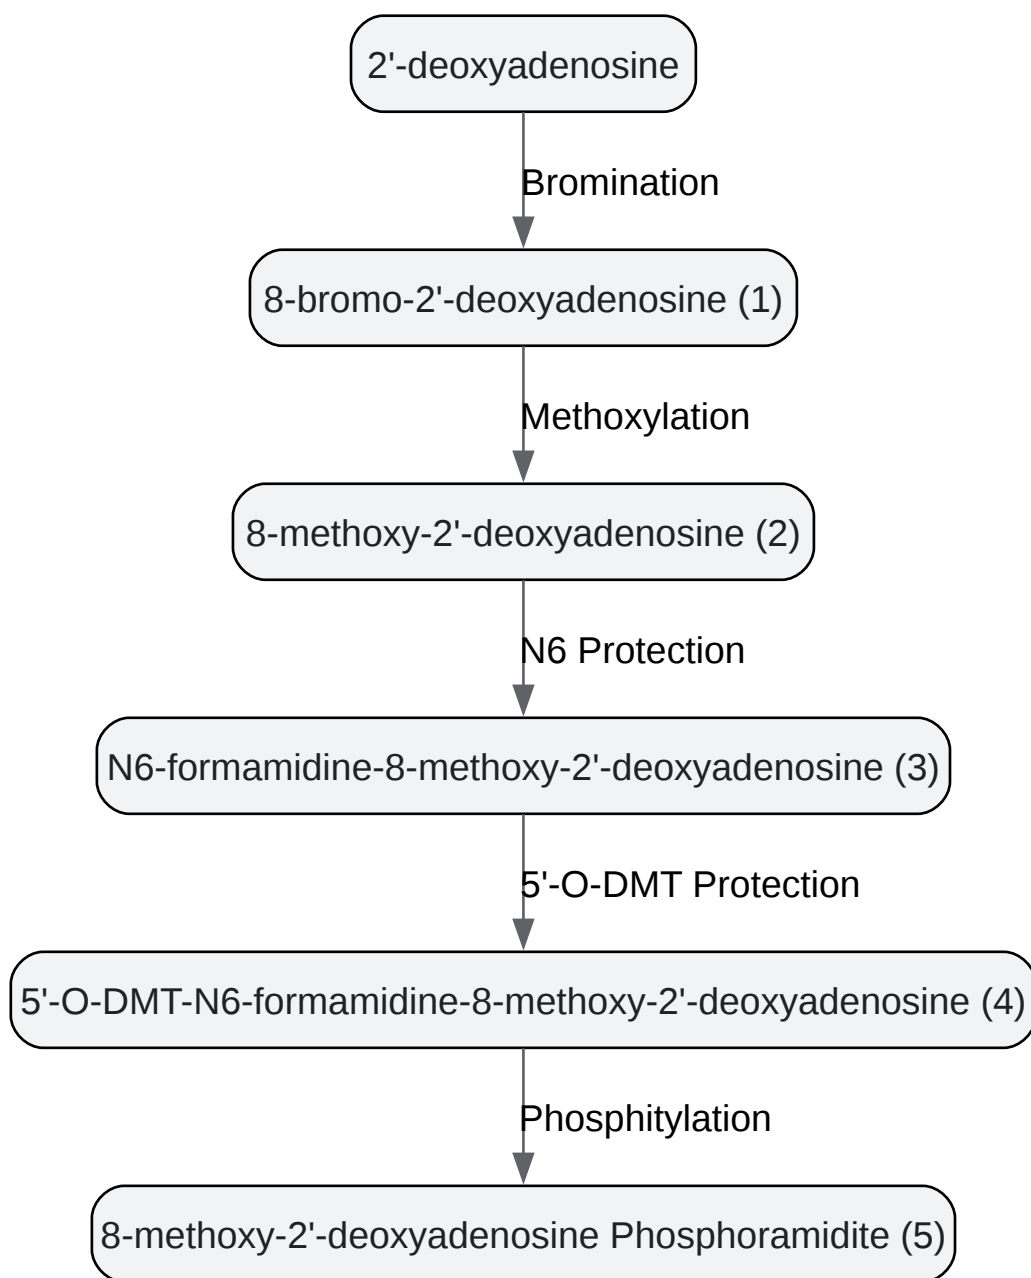 2'-deoxyadenosine
Bromination
8-bromo-2'-deoxyadenosine (1)
Methoxylation
8-methoxy-2'-deoxyadenosine (2)
N6 Protection
N6-formamidine-8-methoxy-2'-deoxyadenosine (3)
5'-O-DMT Protection
5'-O-DMT-N6-formamidine-8-methoxy-2'-deoxyadenosine (4)
Phosphitylation
8-methoxy-2'-deoxyadenosine Phosphoramidite (5)